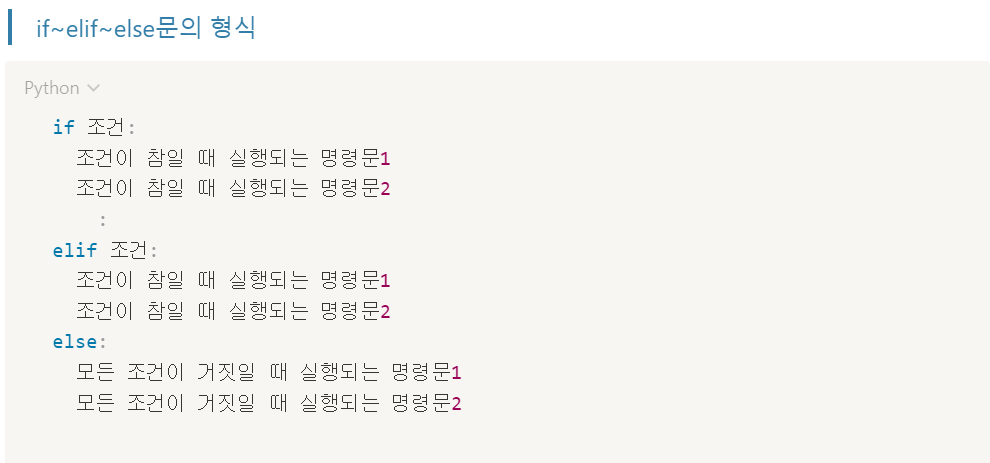 if~elif~else문의 형식
Python
if 조건:
조건이 참일 때 실행되는 명령문1
조건이 참일 때 실행되는 명령문2
:
elif 조건:
조건이 참일 때 실행되는 명령문1
조건이 참일 때 실행되는 명령문2
else:
모든 조건이 거짓일 때 실행되는 명령문1
모든 조건이 거짓일 때 실행되는 명령문2